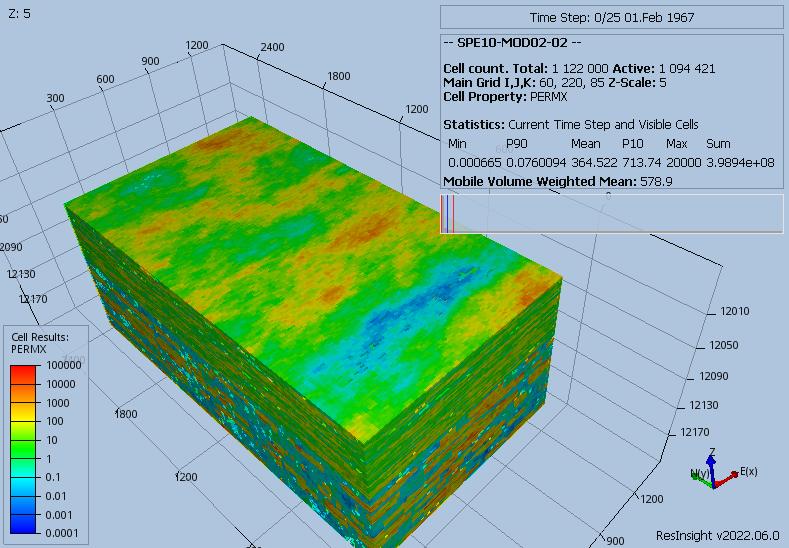 Z: 5
Time Step: 0/25 01.Feb 1967
-- SPE10-MOD02-02 --
Cell count. Total: 1 122 000 Active: 1 094 421
Main Grid I,J,K: 60, 220, 85 Z-Scale: 5
Cell Property: PERMX
Statistics: Current Time Step and Visible Cells
Min P90 Mean P10 Max Sum
0.000665 0.0760094 364.522 713.74 20000 3.9894e+08
Mobile Volume Weighted Mean: 578.9
300
600
900
1200
2400
1800
1200
0
12090
12130
12170
12010
12050
12090
12130
12170
Cell Results:
PERMX
100000
10000
1000
100
10
1
0.1
0.01
0.001
0.0001
1800
1200
1200
900
Z
N(y)
E(x)
ResInsight v2022.06.0